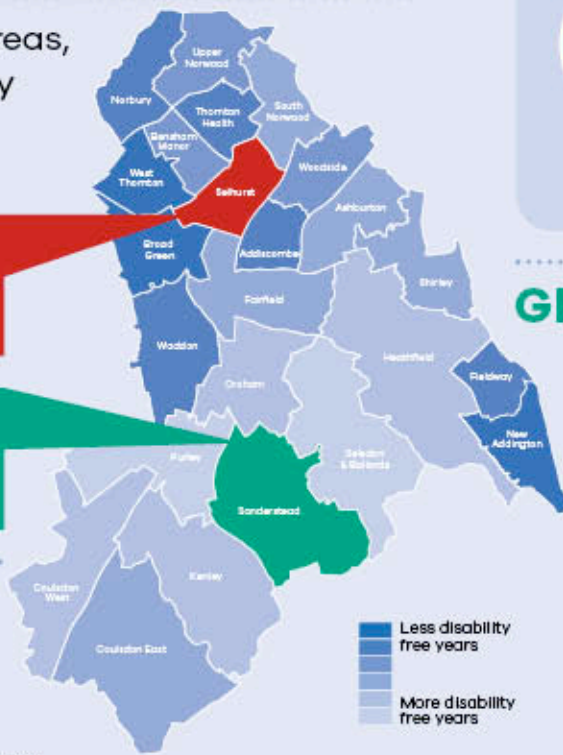 reas,
y
Upper
Norwood
Norbury
Thornton
Heath
South
Norwood
Bensham
Manor
West
Thornton
Woodside
Selhurst
Ashburton
Broad
Green
Addiscombe
Shirley
Fairfield
Waddon
Heathfield
Fieldway
Croham
New
Addington
Purley
Selsdon
& Ballards
Sanderstead
Kenley
Coulsdon
West
Coulsdon East
Less disability
free years
More disability
free years